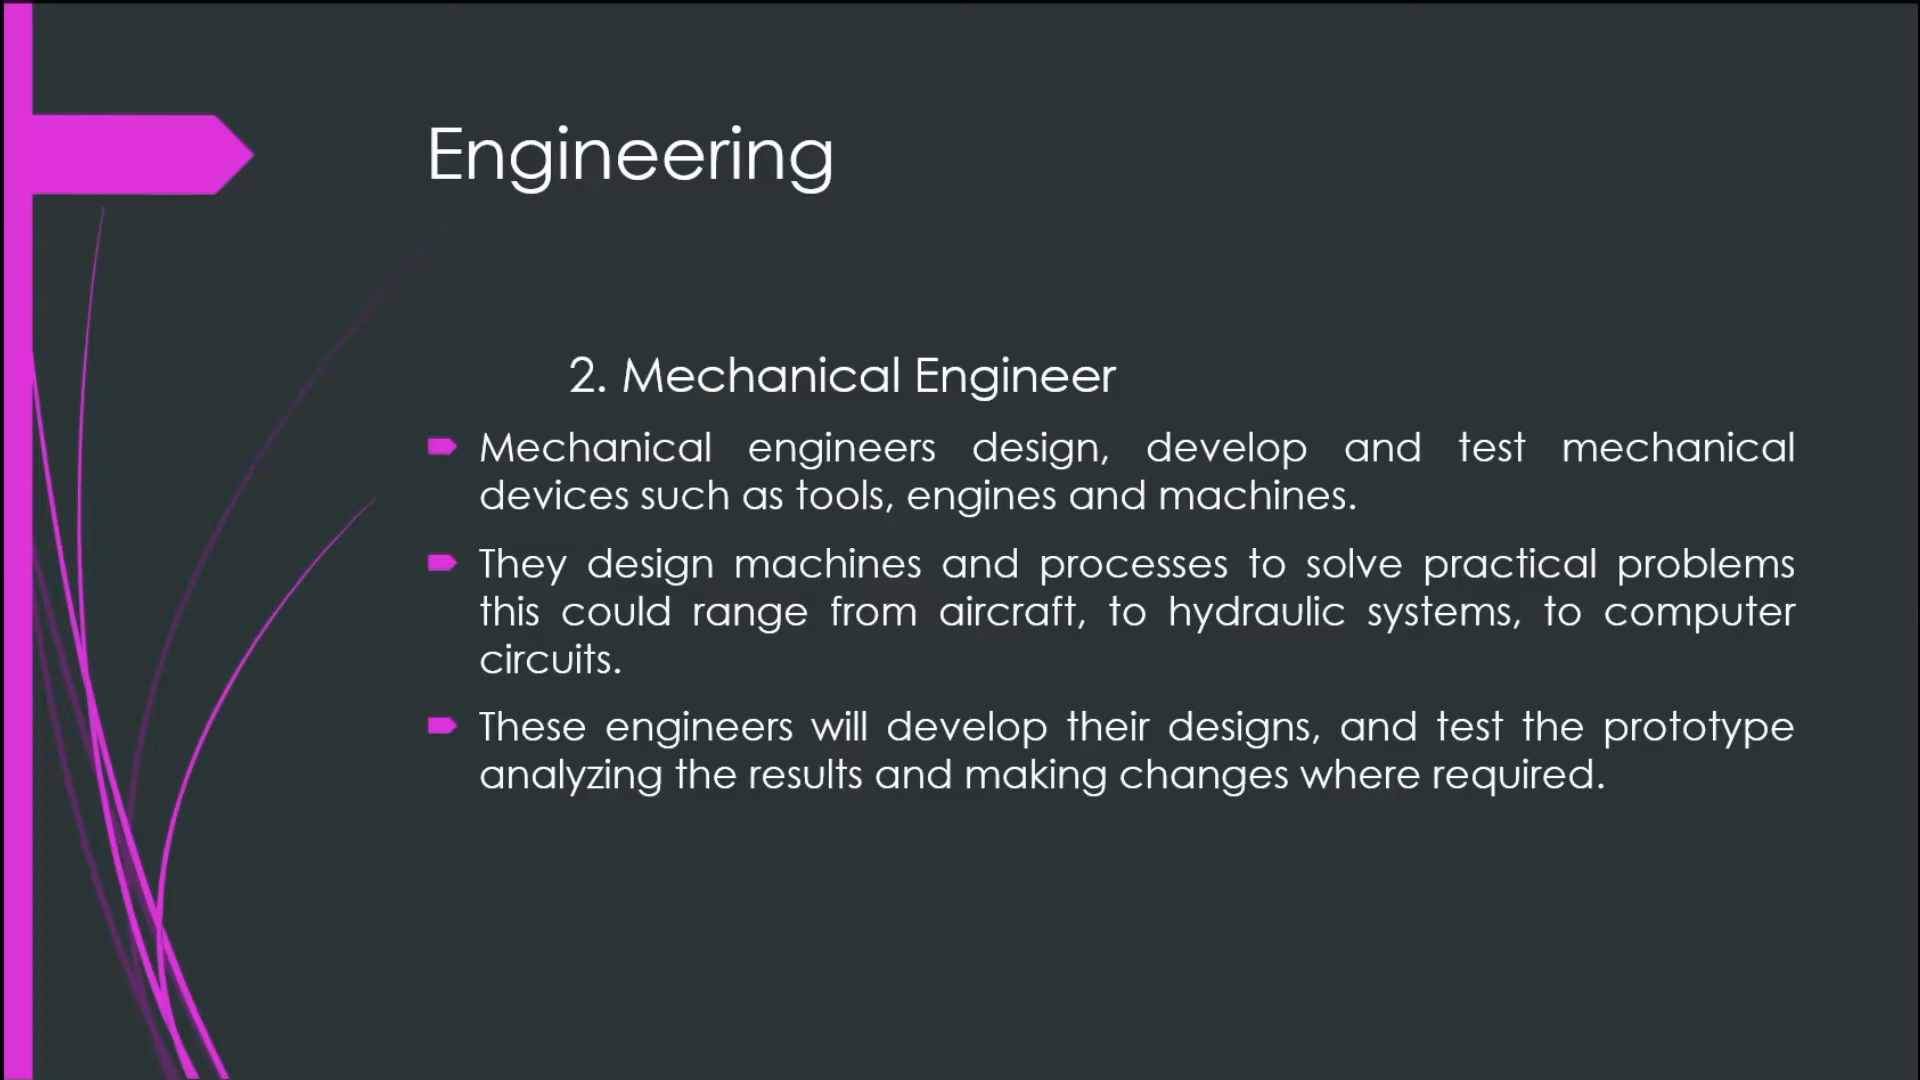 Engineering
2. Mechanical Engineer
Mechanical engineers design, develop and test mechanical
devices such as tools, engines and machines.
They design machines and processes to solve practical problems
this could range from aircraft, to hydraulic systems, to computer
circuits.
These engineers will develop their designs, and test the prototype
analyzing the results and making changes where required.